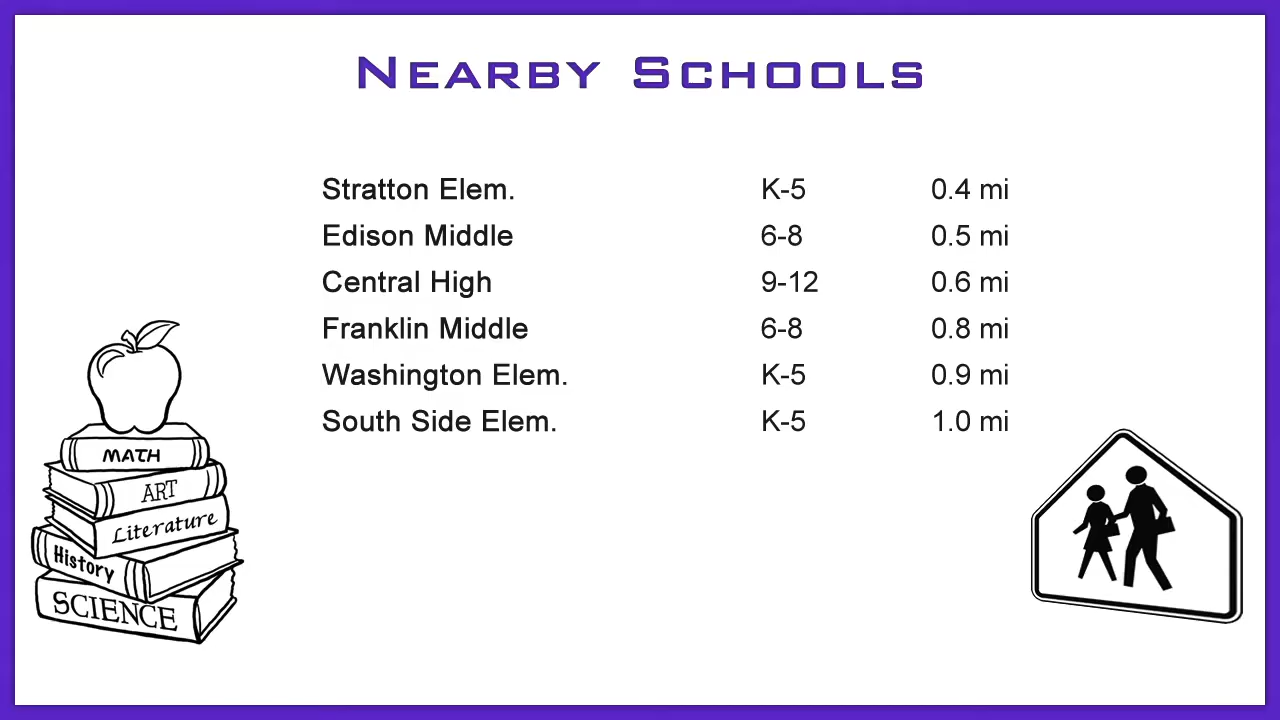 Nearby Schools
Stratton Elem. K-5 0.4 mi
Edison Middle 6-8 0.5 mi
Central High 9-12 0.6 mi
Franklin Middle 6-8 0.8 mi
Washington Elem. K-5 0.9 mi
South Side Elem. K-5 1.0 mi
MATH
ART
Literature
History
SCIENCE